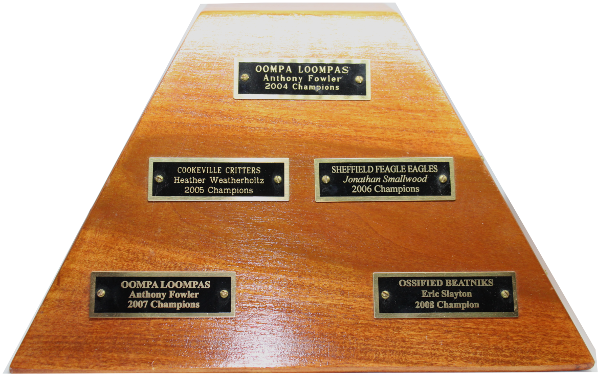 OOMPA LOOMPAS
Anthony Fowler
2004 Champions
COOKEVILLE CRITTERS
Heather Weatherholtz
2005 Champions
SHEFFIELD FEAGLE EAGLES
Jonathan Smallwood
2006 Champions
OOMPA LOOMPAS
Anthony Fowler
2007 Champions
OSSIFIED BEATNIKS
Eric Slayton
2008 Champion